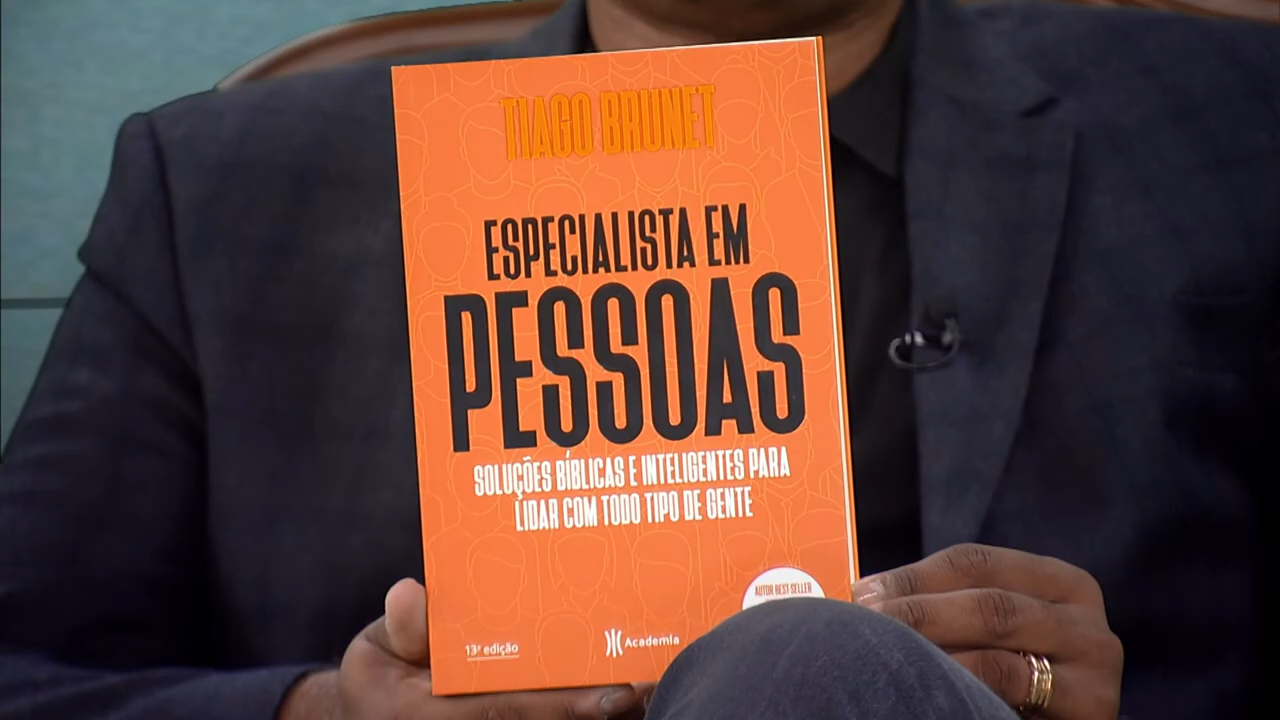 TIAGO BRUNET
ESPECIALISTA EM
PESSOAS
SOLUÇÕES BÍBLICAS E INTELIGENTES PARA
LIDAR COM TODO TIPO DE GENTE
AUTOR BEST-SELLER
13ª edição
Academia